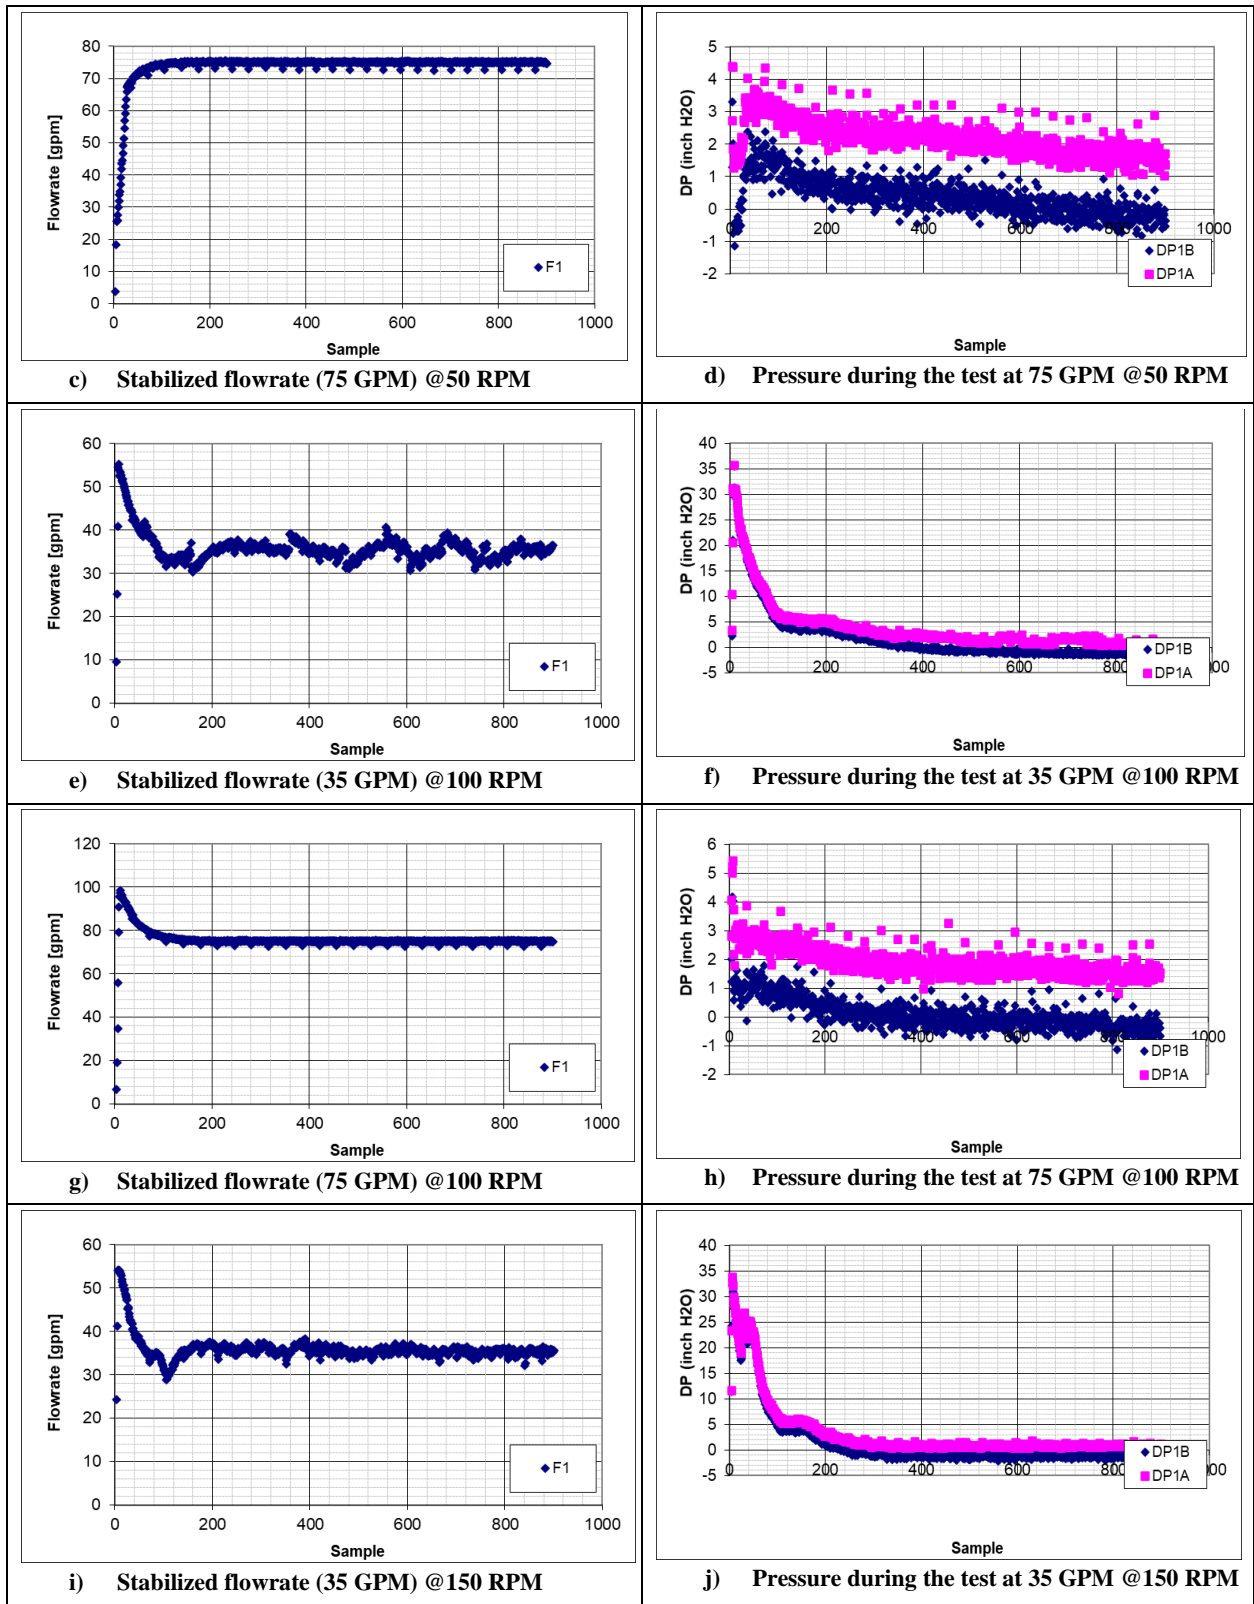 80
70
60
50
40
30
20
10
0
Flowrate [gpm]
F1
0 200 400 600 800 1000
Sample
c) Stabilized flowrate (75 GPM) @50 RPM
5
4
3
2
1
0
-1
-2
DP (inch H2O)
0 200 400 600 800 1000
DP1B
DP1A
Sample
d) Pressure during the test at 75 GPM @50 RPM
60
50
40
30
20
10
0
Flowrate [gpm]
F1
0 200 400 600 800 1000
Sample
e) Stabilized flowrate (35 GPM) @100 RPM
40
35
30
25
20
15
10
5
0
-5
DP (inch H2O)
0 200 400 600 800 00
DP1B
DP1A
Sample
f) Pressure during the test at 35 GPM @100 RPM
120
100
80
60
40
20
0
Flowrate [gpm]
F1
0 200 400 600 800 1000
Sample
g) Stabilized flowrate (75 GPM) @100 RPM
6
5
4
3
2
1
0
-1
-2
DP (inch H2O)
0 200 400 600 800 1000
DP1B
DP1A
Sample
h) Pressure during the test at 75 GPM @100 RPM
60
50
40
30
20
10
0
Flowrate [gpm]
F1
0 200 400 600 800 1000
Sample
i) Stabilized flowrate (35 GPM) @150 RPM
40
35
30
25
20
15
10
5
0
-5
DP (inch H2O)
0 200 400 600 800 00
DP1B
DP1A
Sample
j) Pressure during the test at 35 GPM @150 RPM